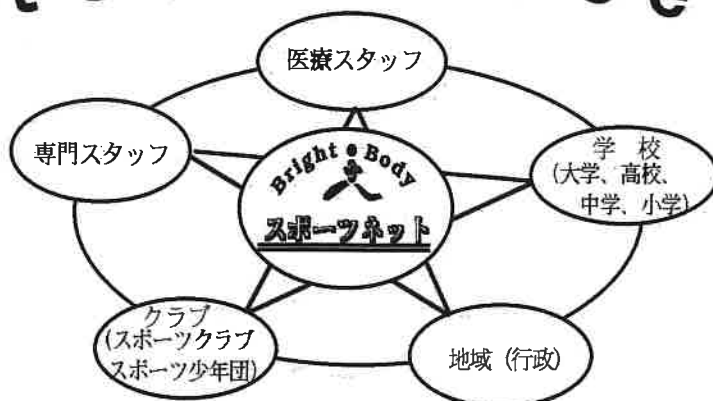 医療スタッフ
専門スタッフ
学 校
(大学、高校、
中学、小学)
Bright Body
スポーツネット
クラブ
(スポーツクラブ
スポーツ少年団)
地域 (行政)